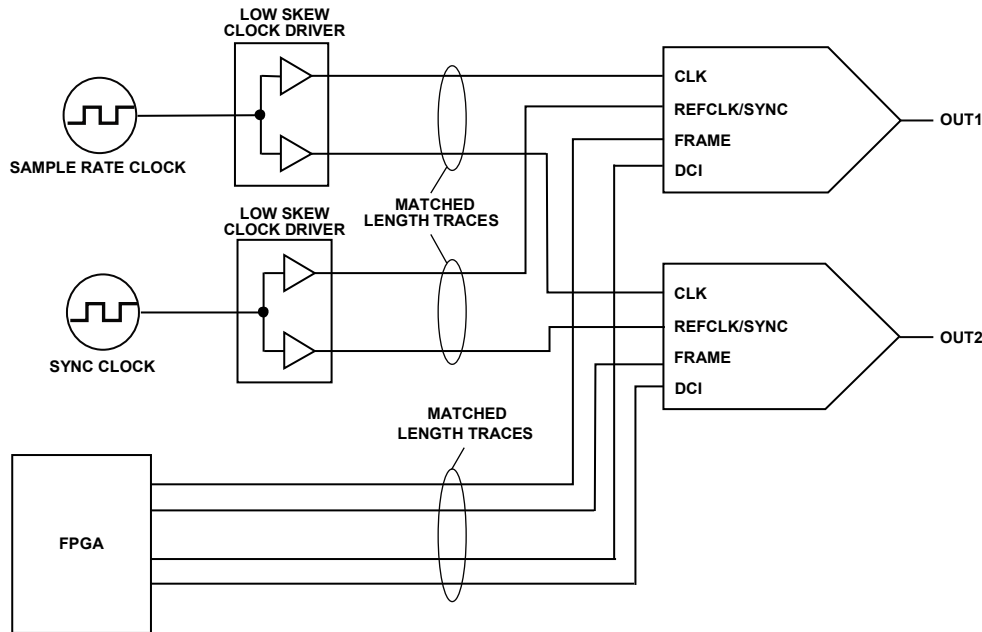 LOW SKEW
CLOCK DRIVER
SAMPLE RATE CLOCK
CLK
REFCLK/SYNC
FRAME
DCI
OUT1
MATCHED
LENGTH TRACES
LOW SKEW
CLOCK DRIVER
SYNC CLOCK
CLK
REFCLK/SYNC
FRAME
DCI
OUT2
MATCHED
LENGTH TRACES
FPGA